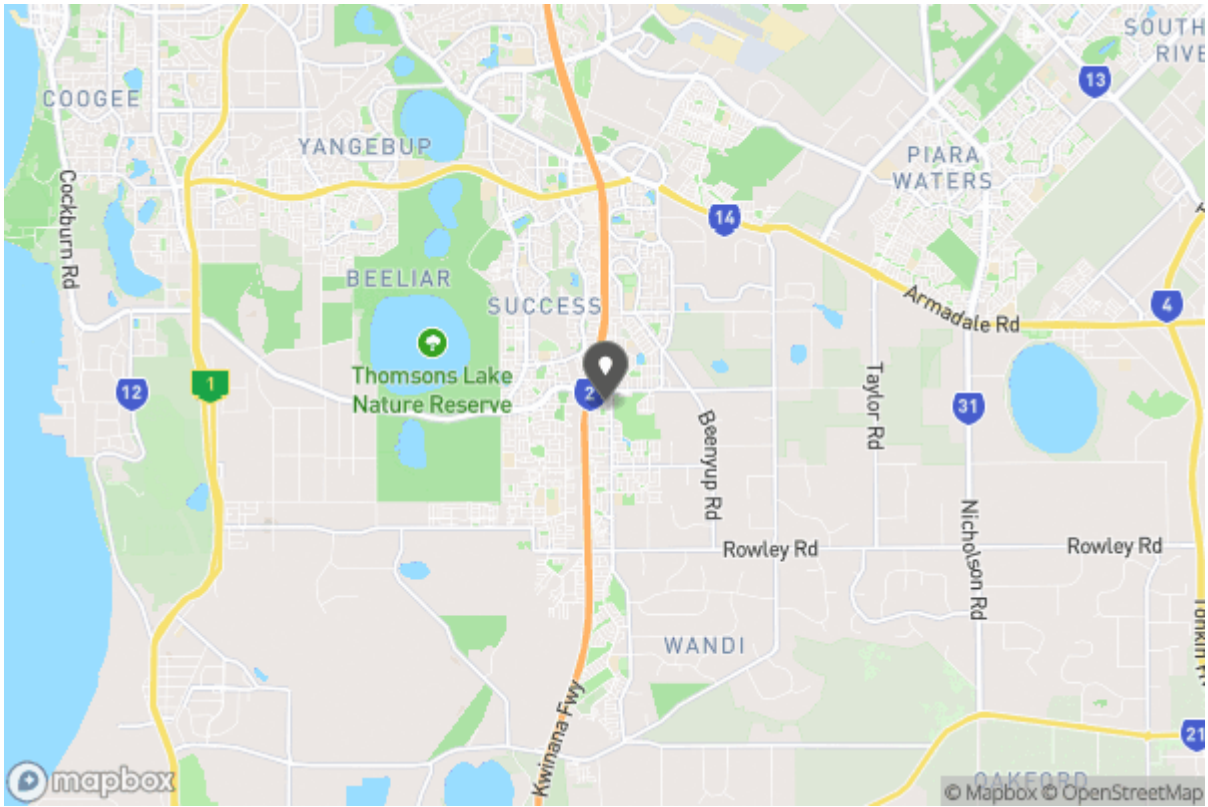 SOUTH
RIVE
13
COOGEE
YANGEBUP
PIARA
WATERS
Cockburn Rd
14
BEELIAR
SUCCESS
Armadale Rd
4
Thomsons Lake
Nature Reserve
1
12
2
Taylor Rd
31
Beenyup Rd
Nicholson Rd
Rowley Rd
Rowley Rd
WANDI
Kwinana Fwy
21
OAKFORD
mapbox
© Mapbox © OpenStreetMap